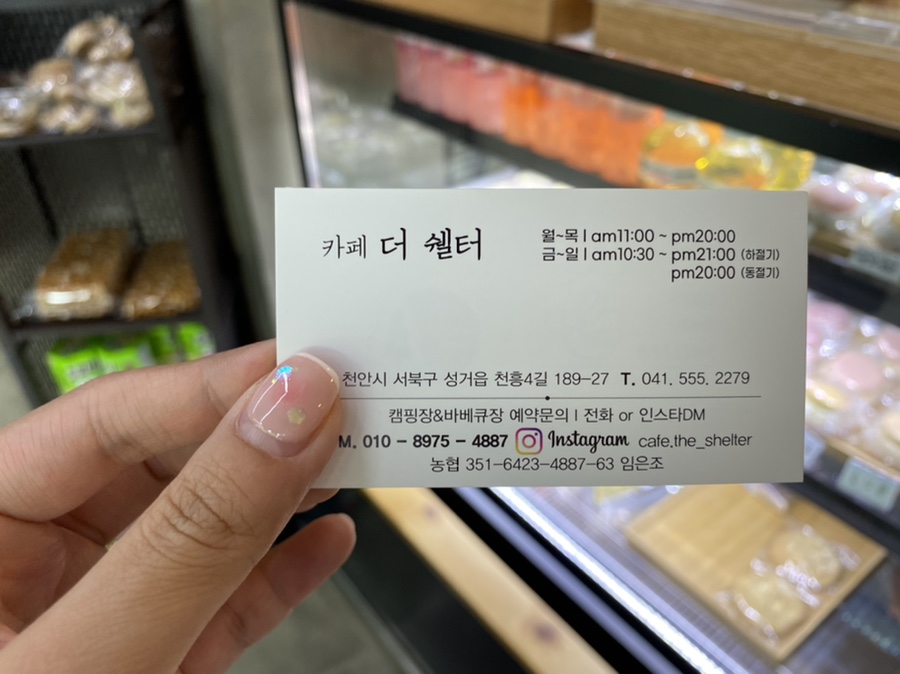 카페 더 쉘터
월~목 | am11:00 ~ pm20:00
금~일 | am10:30 ~ pm21:00 (하절기)
pm20:00 (동절기)
천안시 서북구 성거읍 천흥4길 189-27 T. 041. 555. 2279
캠핑장&바베큐장 예약문의 | 전화 or 인스타DM
M. 010 - 8975 - 4887 Instagram cafe.the_shelter
농협 351-6423-4887-63 임은조